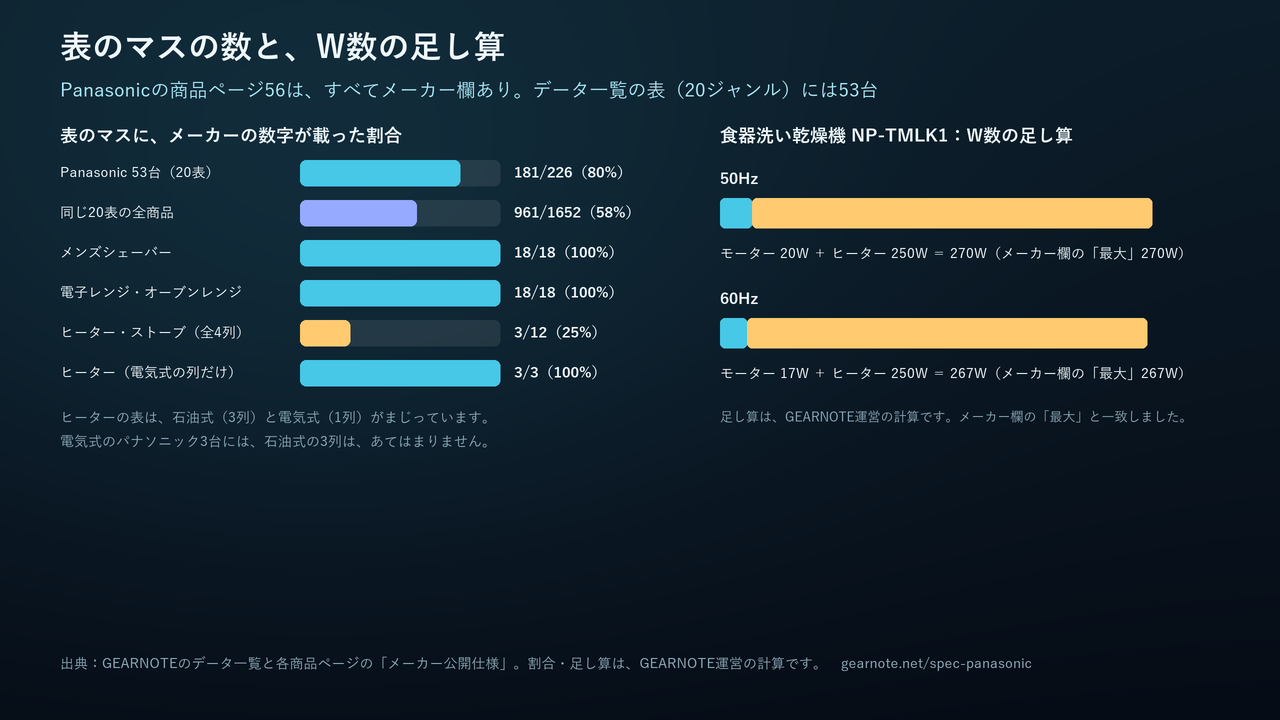 表のマスの数と、W数の足し算
Panasonicの商品ページ56は、すべてメーカー欄あり。データ一覧の表（20ジャンル）には53台
表のマスに、メーカーの数字が載った割合
Panasonic 53台（20表） 181/226（80%）
同じ20表の全商品 961/1652（58%）
メンズシェーバー 18/18（100%）
電子レンジ・オーブンレンジ 18/18（100%）
ヒーター・ストーブ（全4列） 3/12（25%）
ヒーター（電気式の列だけ） 3/3（100%）
ヒーターの表は、石油式（3列）と電気式（1列）がまじっています。
電気式のパナソニック3台には、石油式の3列は、あてはまりません。
食器洗い乾燥機 NP-TMLK1：W数の足し算
50Hz
モーター 20W ＋ ヒーター 250W ＝ 270W（メーカー欄の「最大」270W）
60Hz
モーター 17W ＋ ヒーター 250W ＝ 267W（メーカー欄の「最大」267W）
足し算は、GEARNOTE運営の計算です。メーカー欄の「最大」と一致しました。
出典：GEARNOTEのデータ一覧と各商品ページの「メーカー公開仕様」。割合・足し算は、GEARNOTE運営の計算です。 gearnote.net/spec-panasonic